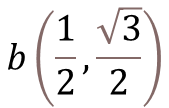 b(1/2, √3/2)